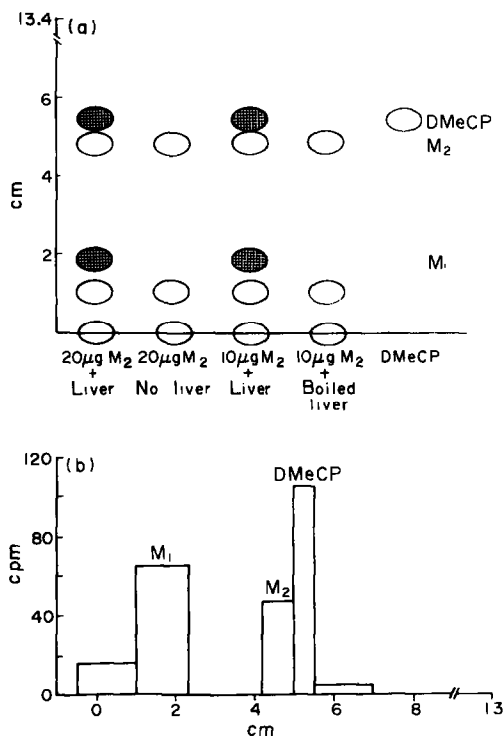 13.4
(a)
6
DMeCP
M2
cm
2
M1
20μg M2 20μg M2 10μg M2 10μg M2 DMeCP
+ + +
Liver No liver Liver Boiled
liver
120
(b)
DMeCP
80
M1
cpm
M2
40
0
0 2 4 6 8 13
cm